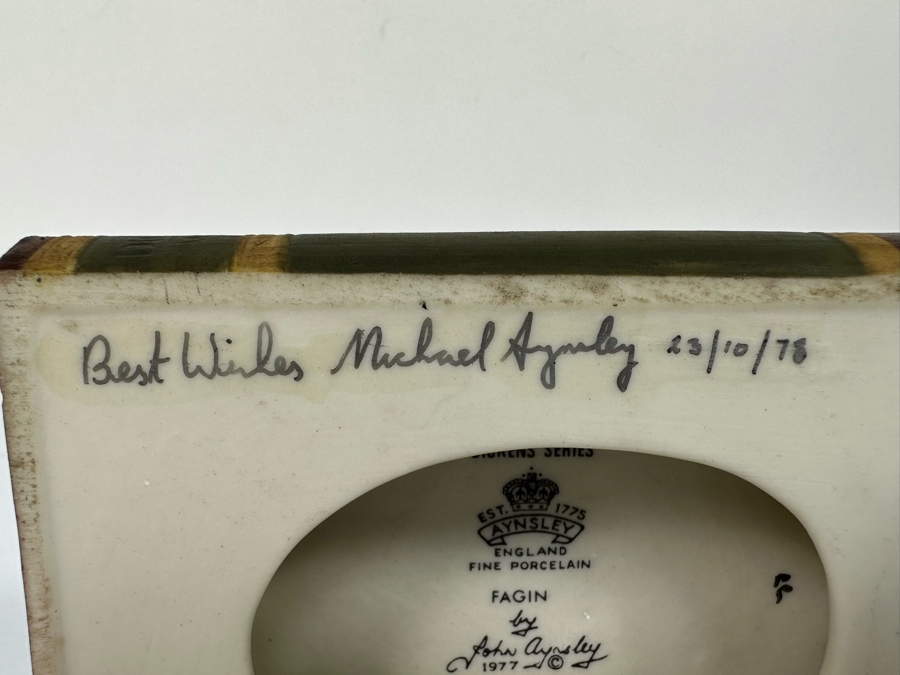 Best Wishes Michael Aynsley 23/10/78
DICKENS SERIES
EST. 1775
AYNSLEY
ENGLAND
FINE PORCELAIN
FAGIN
by
John Aynsley
1977 ©